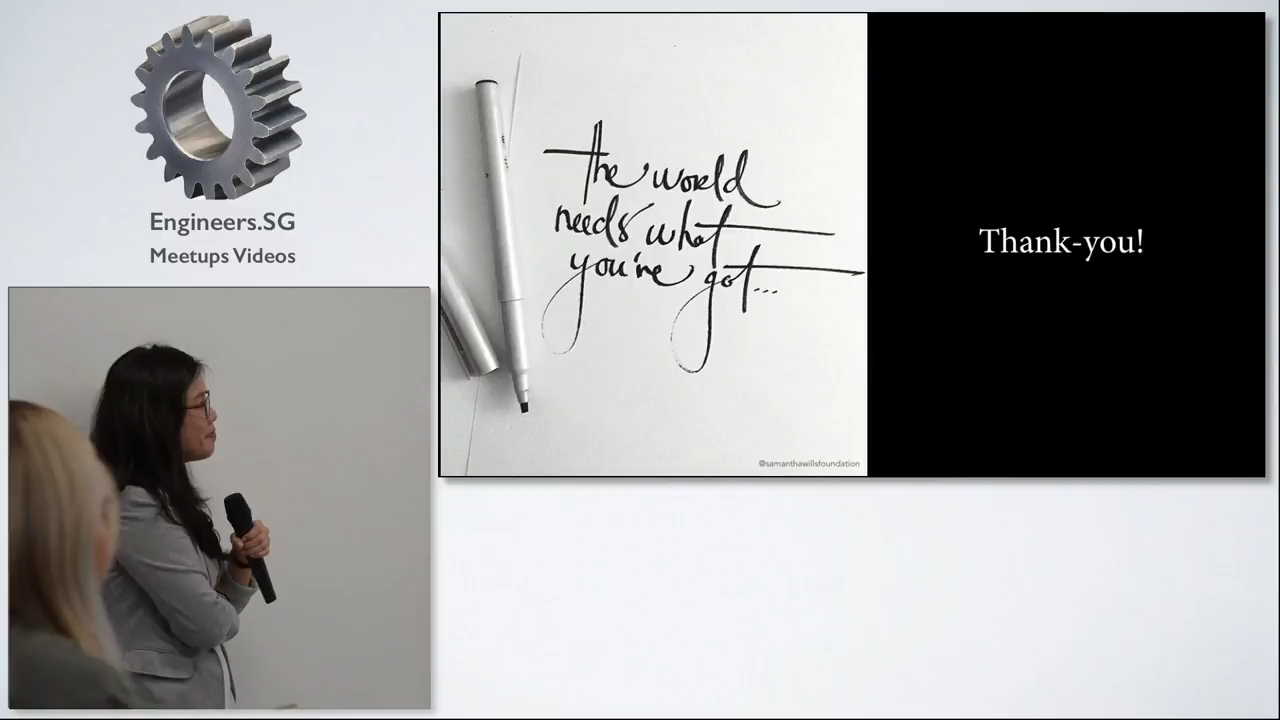 Engineers.SG
Meetups Videos
the world
needs what
you're got...
@samanthawillsfoundation
Thank-you!